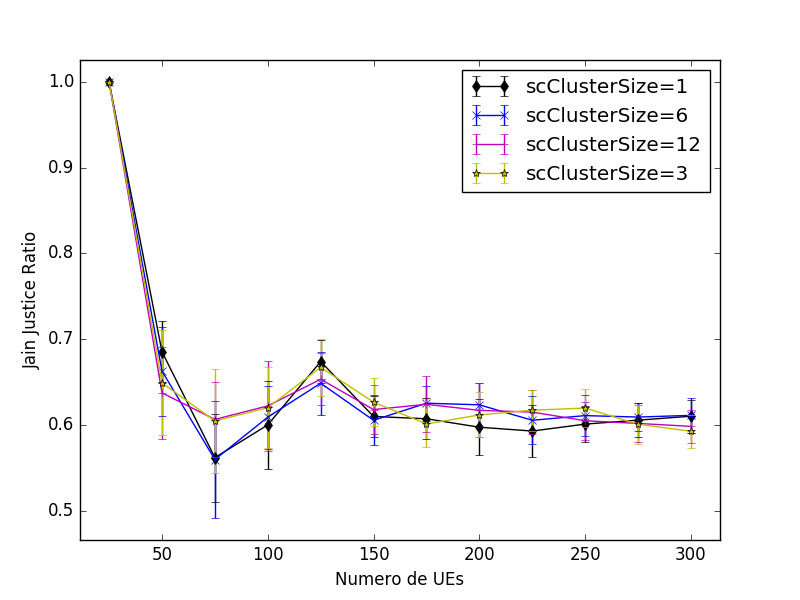 scClusterSize=1
scClusterSize=6
scClusterSize=12
scClusterSize=3
1.0
0.9
0.8
0.7
0.6
0.5
Jain Justice Ratio
50 100 150 200 250 300
Numero de UEs